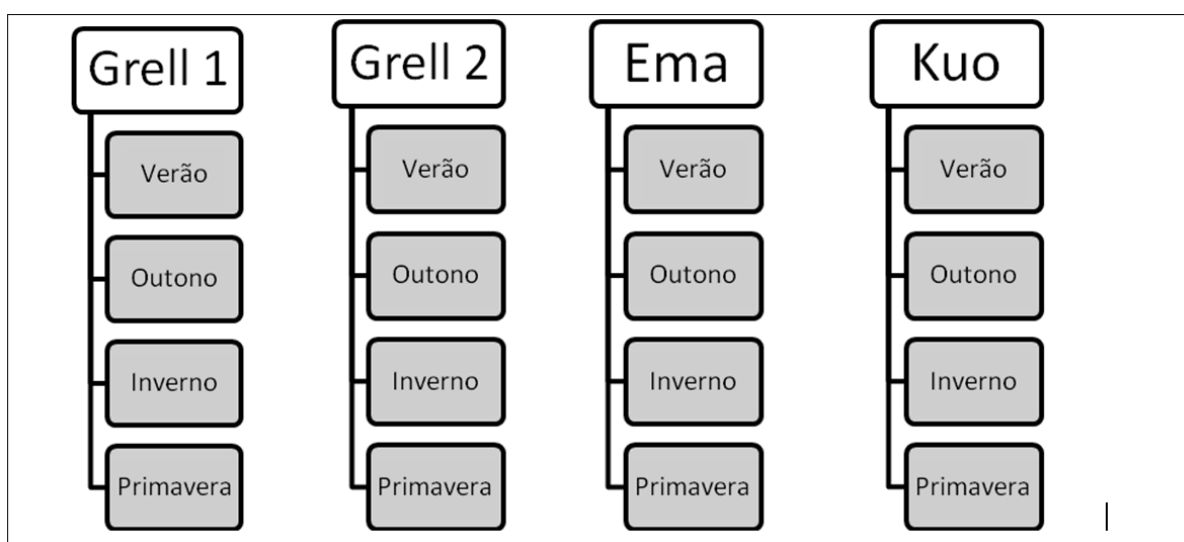 Grell 1
Verão
Outono
Inverno
Primavera
Grell 2
Verão
Outono
Inverno
Primavera
Ema
Verão
Outono
Inverno
Primavera
Kuo
Verão
Outono
Inverno
Primavera